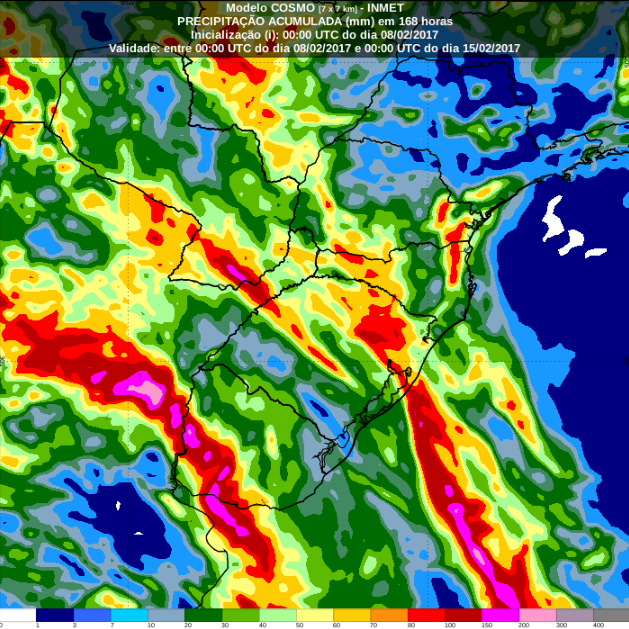 Modelo COSMO [7 x 7 km] - INMET
PRECIPITAÇÃO ACUMULADA (mm) em 168 horas
Inicialização (i): 00:00 UTC do dia 08/02/2017
Validade: entre 00:00 UTC do dia 08/02/2017 e 00:00 UTC do dia 15/02/2017
0 1 3 7 10 20 30 40 50 60 70 80 100 150 200 300 400